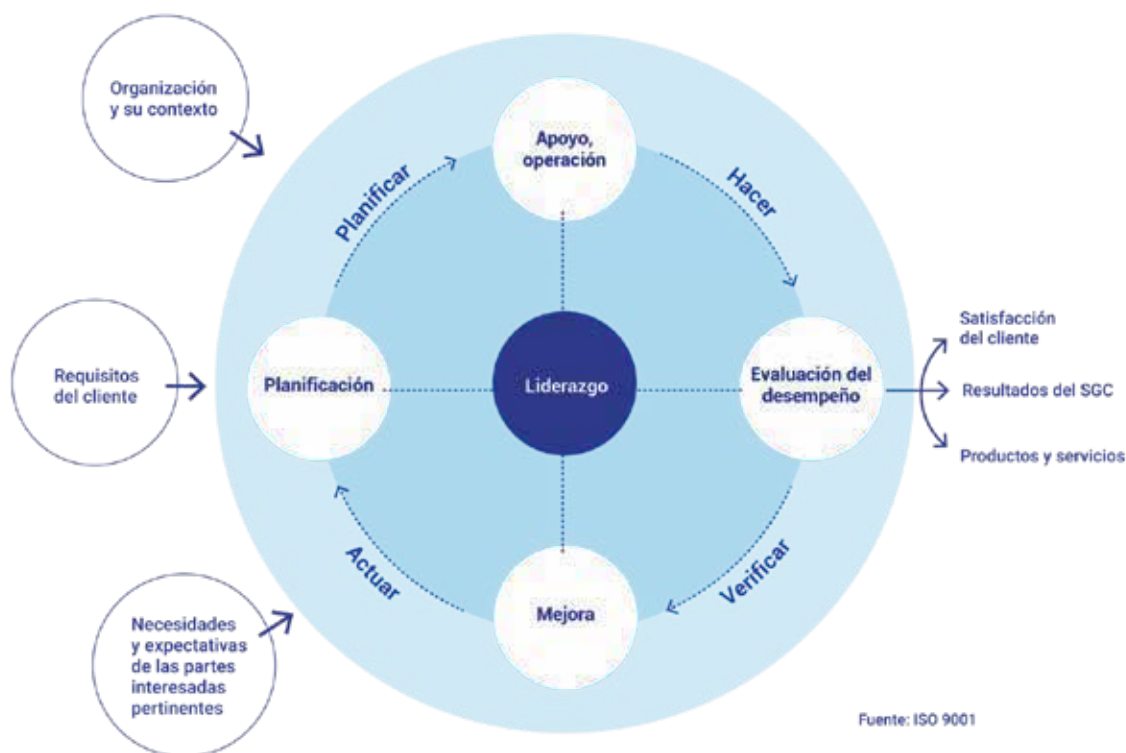 Organización
y su contexto
Apoyo,
operación
Planificar
Hacer
Requisitos
del cliente
Planificación
Liderazgo
Evaluación del
desempeño
Satisfacción
del cliente
Resultados del SGC
Productos y servicios
Actuar
Verificar
Mejora
Necesidades
y expectativas
de las partes
interesadas
pertinentes
Fuente: ISO 9001